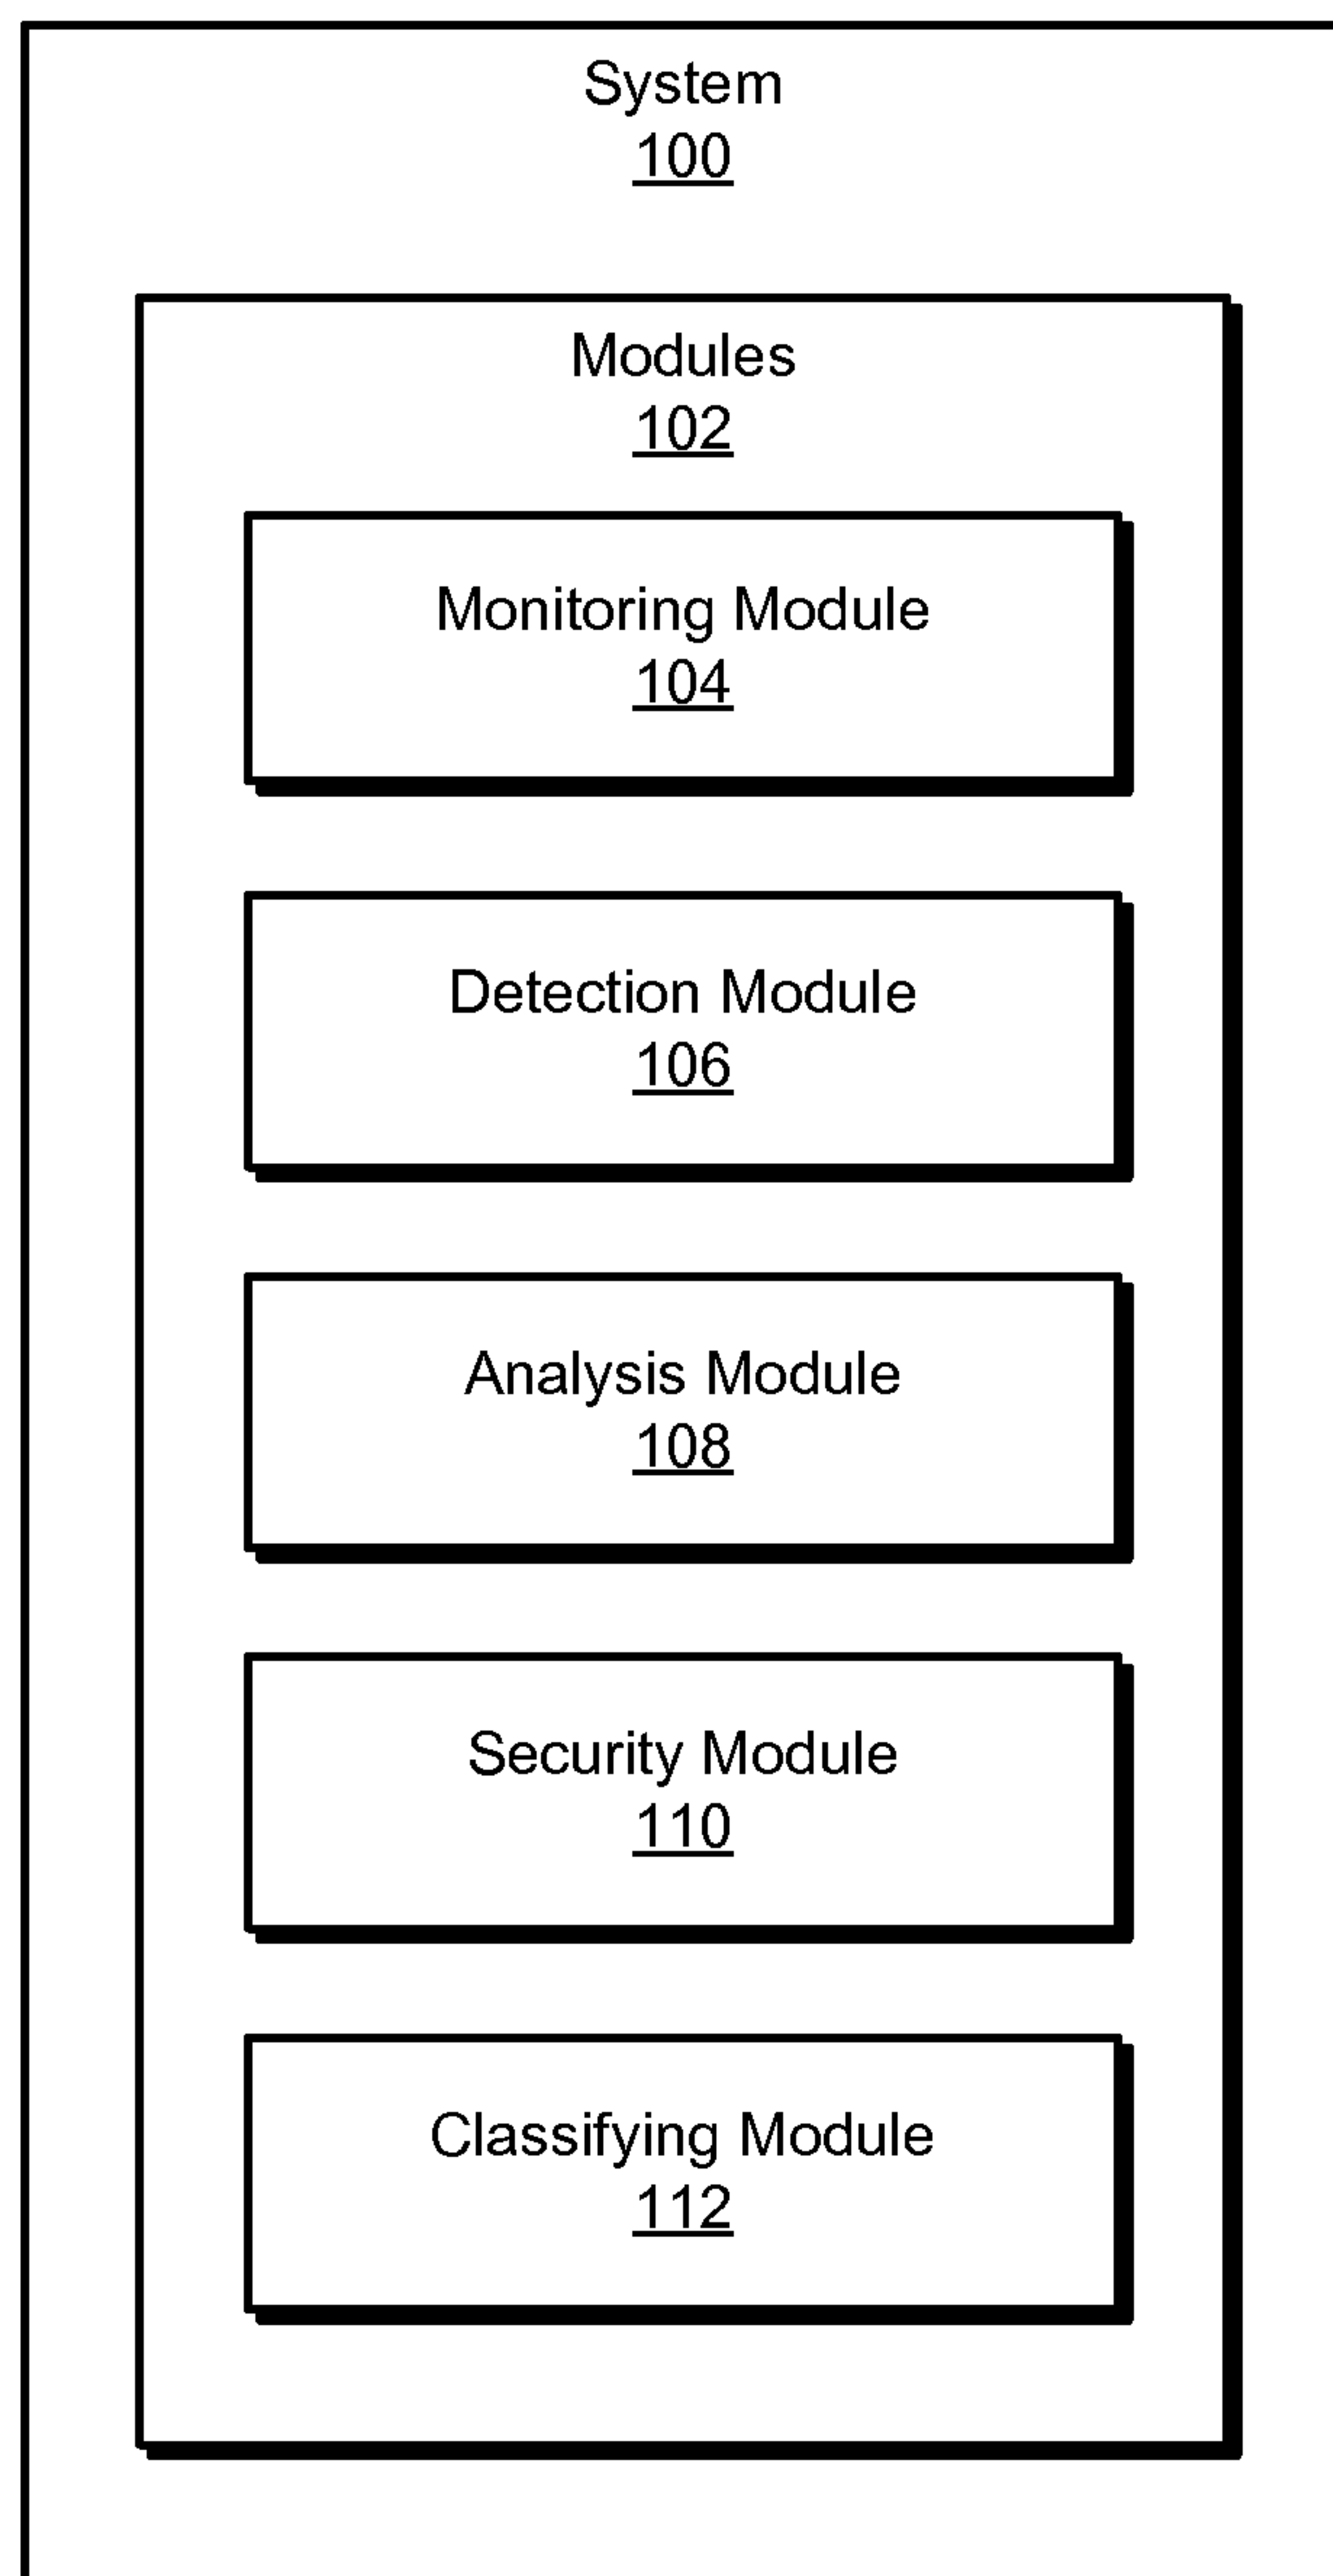 System
100
Modules
102
Monitoring Module
104
Detection Module
106
Analysis Module
108
Security Module
110
Classifying Module
112